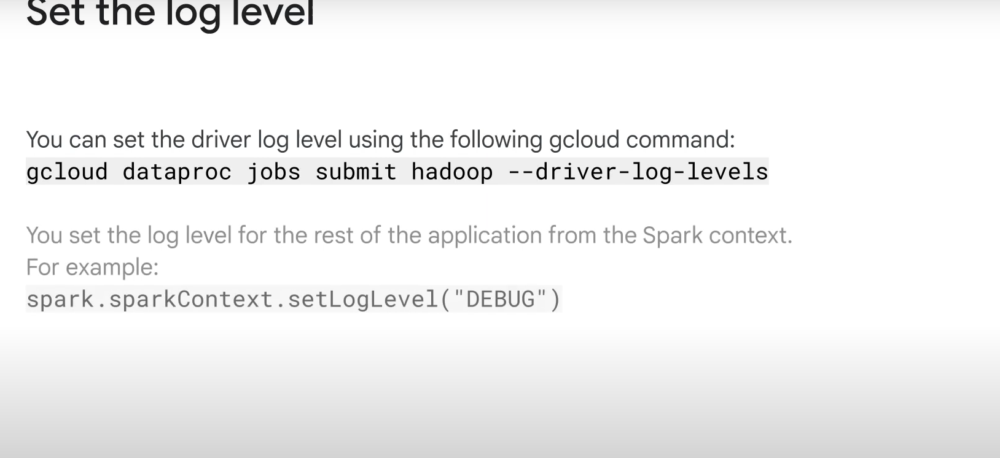 Set the log level
You can set the driver log level using the following gcloud command:
gcloud dataproc jobs submit hadoop --driver-log-levels
You set the log level for the rest of the application from the Spark context.
For example:
spark.sparkContext.setLogLevel("DEBUG")